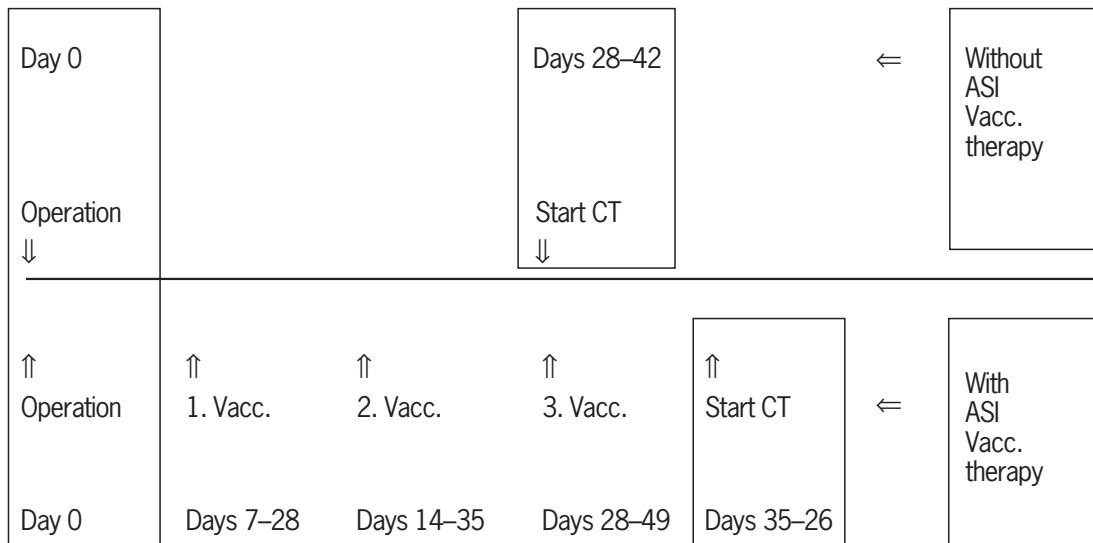 Day 0 Days 28–42 ⇐ Without
ASI
Vacc.
therapy
Operation Start CT
⇓ ⇓
⇑ ⇑ ⇑ ⇑ ⇑
Operation 1. Vacc. 2. Vacc. 3. Vacc. Start CT ⇐ With
ASI
Vacc.
therapy
Day 0 Days 7–28 Days 14–35 Days 28–49 Days 35–26